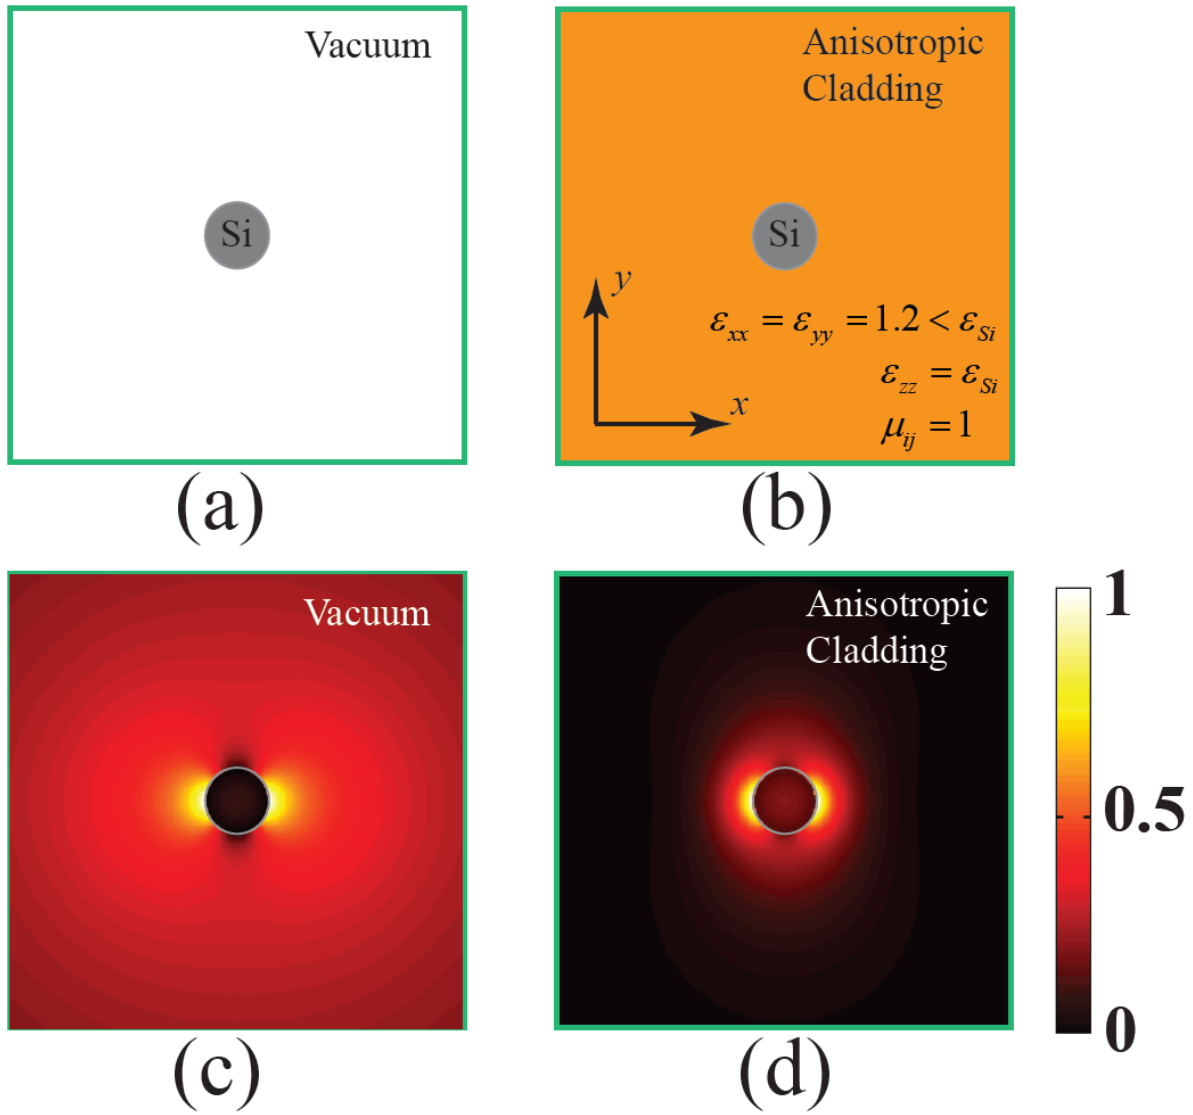 Vacuum
Si
(a)
Anisotropic
Cladding
Si
y
x
εxx = εyy = 1.2 < εSi
εzz = εSi
μij = 1
(b)
Vacuum
(c)
Anisotropic
Cladding
(d)
1
0.5
0